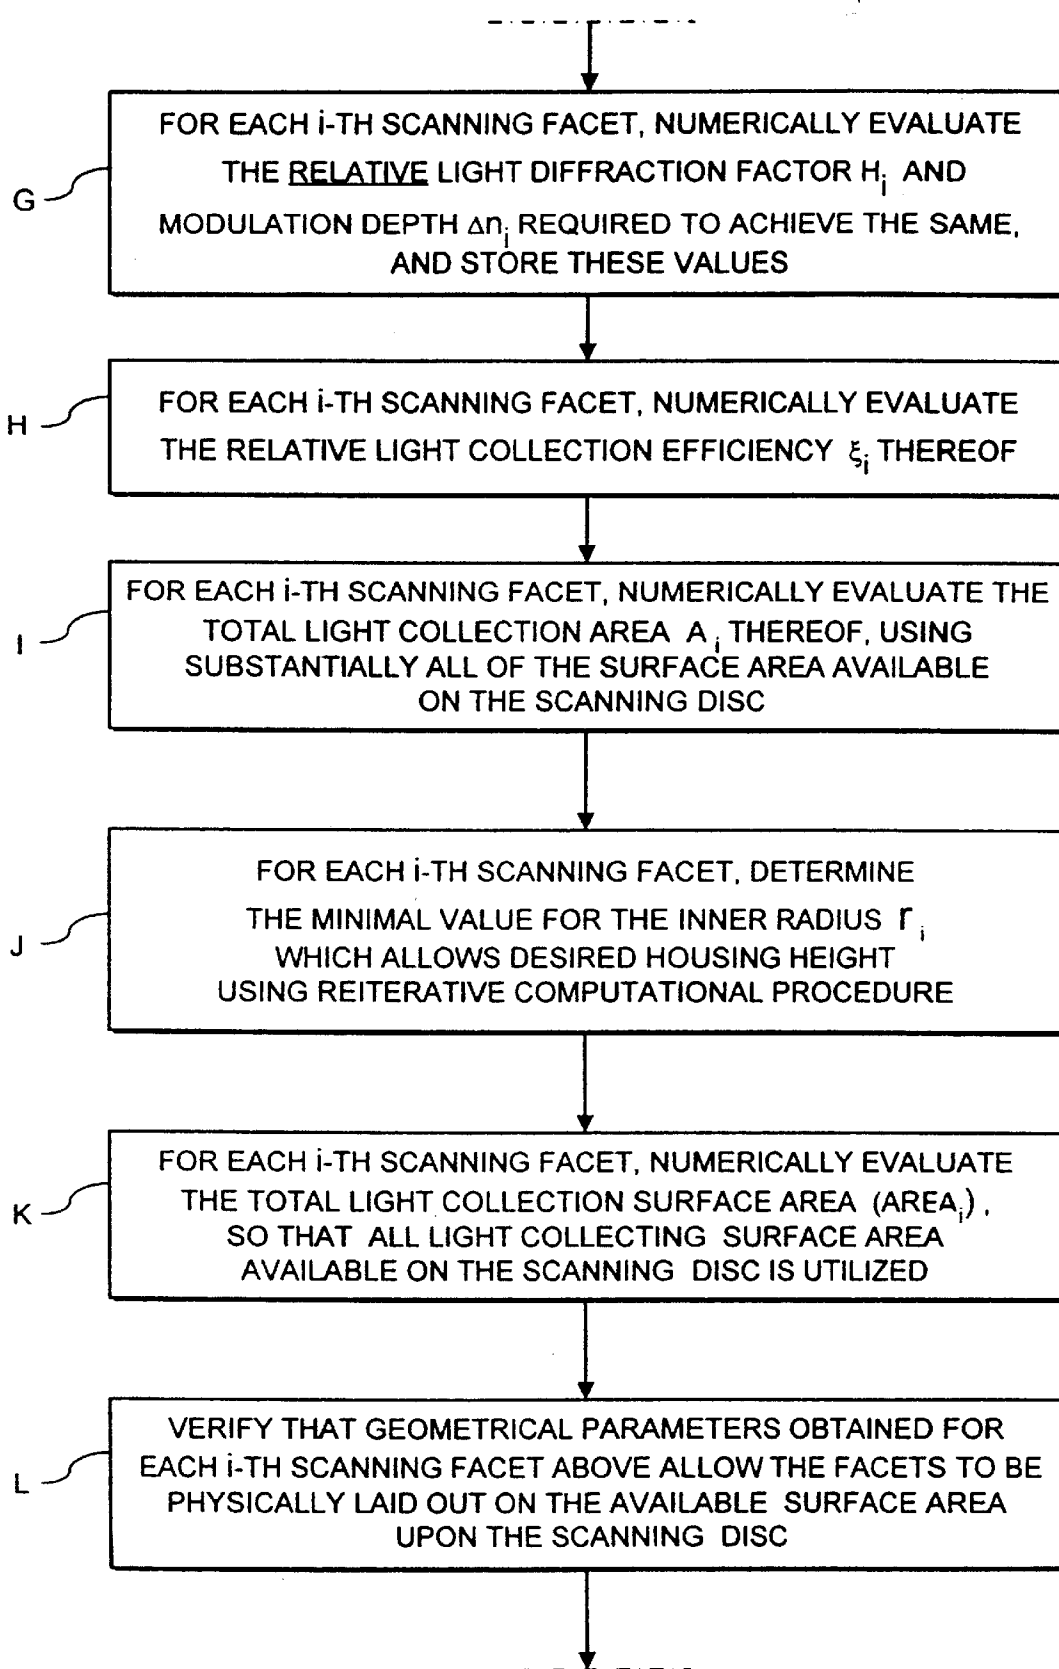 FOR EACH i-TH SCANNING FACET, NUMERICALLY EVALUATE
THE RELATIVE LIGHT DIFFRACTION FACTOR Hi AND
MODULATION DEPTH Δni REQUIRED TO ACHIEVE THE SAME,
AND STORE THESE VALUES
G
FOR EACH i-TH SCANNING FACET, NUMERICALLY EVALUATE
THE RELATIVE LIGHT COLLECTION EFFICIENCY ξi THEREOF
H
FOR EACH i-TH SCANNING FACET, NUMERICALLY EVALUATE THE
TOTAL LIGHT COLLECTION AREA Ai THEREOF, USING
SUBSTANTIALLY ALL OF THE SURFACE AREA AVAILABLE
ON THE SCANNING DISC
I
FOR EACH i-TH SCANNING FACET, DETERMINE
THE MINIMAL VALUE FOR THE INNER RADIUS ri
WHICH ALLOWS DESIRED HOUSING HEIGHT
USING REITERATIVE COMPUTATIONAL PROCEDURE
J
FOR EACH i-TH SCANNING FACET, NUMERICALLY EVALUATE
THE TOTAL LIGHT COLLECTION SURFACE AREA (AREAi),
SO THAT ALL LIGHT COLLECTING SURFACE AREA
AVAILABLE ON THE SCANNING DISC IS UTILIZED
K
VERIFY THAT GEOMETRICAL PARAMETERS OBTAINED FOR
EACH i-TH SCANNING FACET ABOVE ALLOW THE FACETS TO BE
PHYSICALLY LAID OUT ON THE AVAILABLE SURFACE AREA
UPON THE SCANNING DISC
L